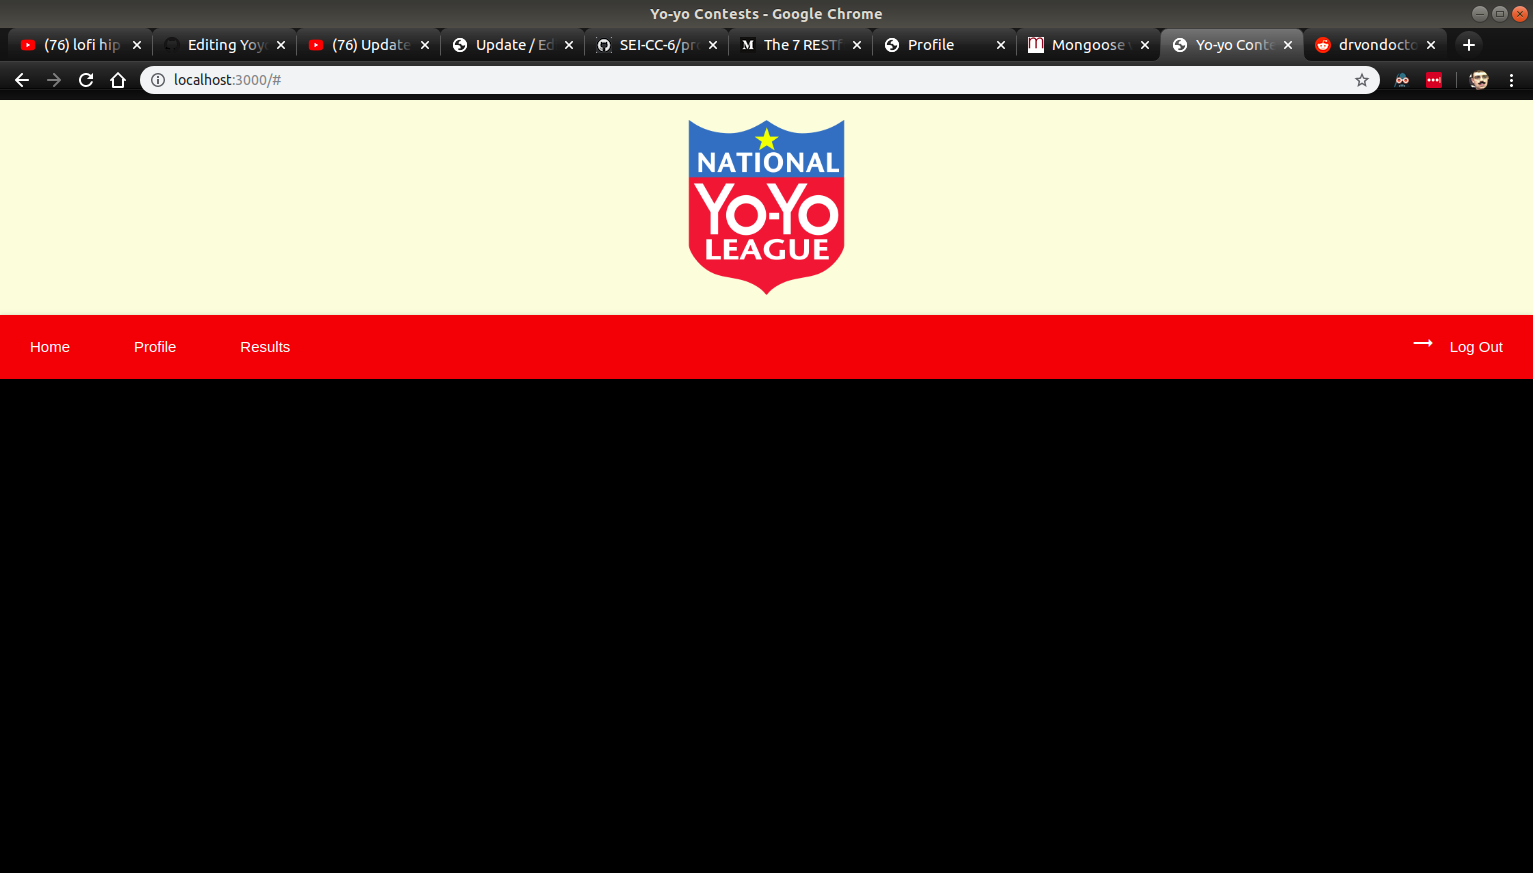 Yo-yo Contests - Google Chrome
(76) lofi hip
Editing Yoy
(76) Update
Update / Ed
SEI-CC-6/pr
The 7 REST
Profile
Mongoose
Yo-yo Conte
drvondocto
localhost:3000/#
NATIONAL
YO-YO
LEAGUE
Home Profile Results → Log Out